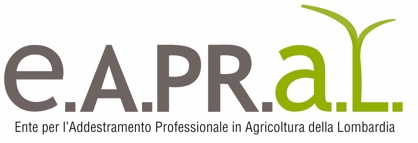 e.A.PR.a.L.
Ente per l'Addestramento Professionale in Agricoltura della Lombardia